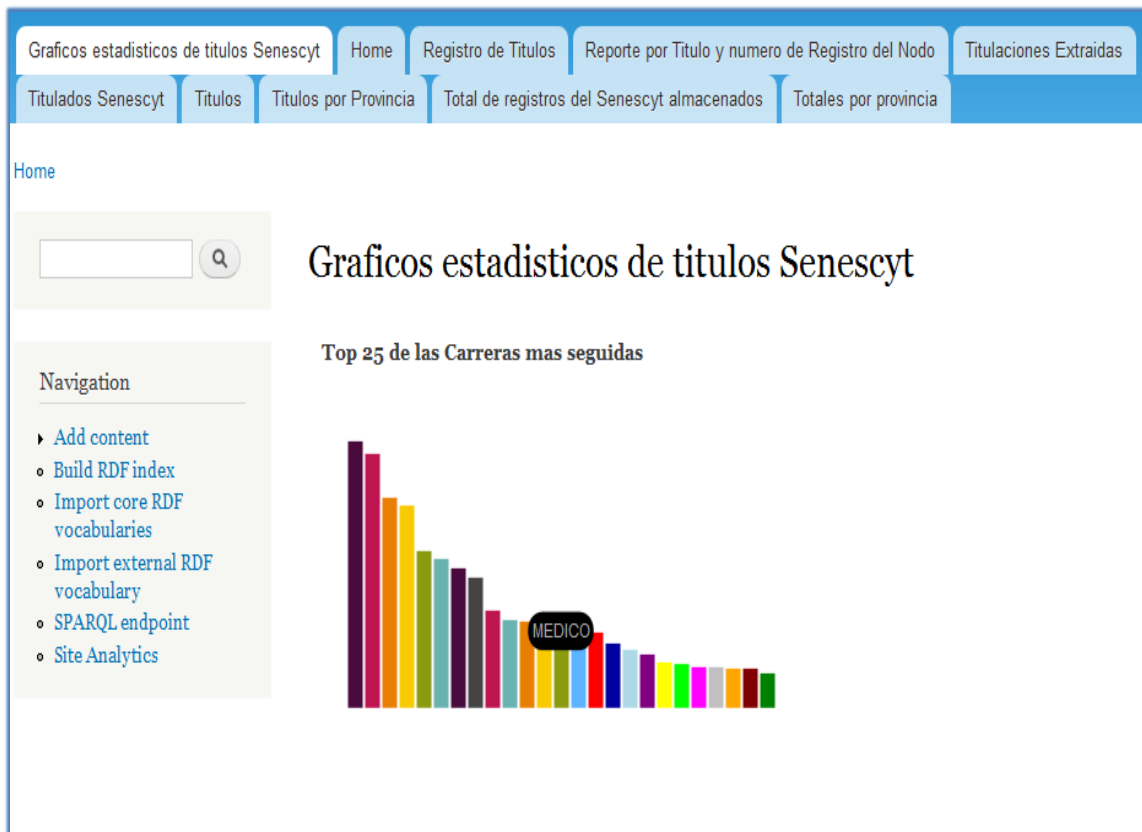 Graficos estadisticos de titulos Senescyt
Home
Registro de Titulos
Reporte por Titulo y numero de Registro del Nodo
Titulaciones Extraidas
Titulados Senescyt
Titulos
Titulos por Provincia
Total de registros del Senescyt almacenados
Totales por provincia
Home
Graficos estadisticos de titulos Senescyt
Top 25 de las Carreras mas seguidas
Navigation
Add content
Build RDF index
Import core RDF
vocabularies
Import external RDF
vocabulary
SPARQL endpoint
Site Analytics
MEDICO